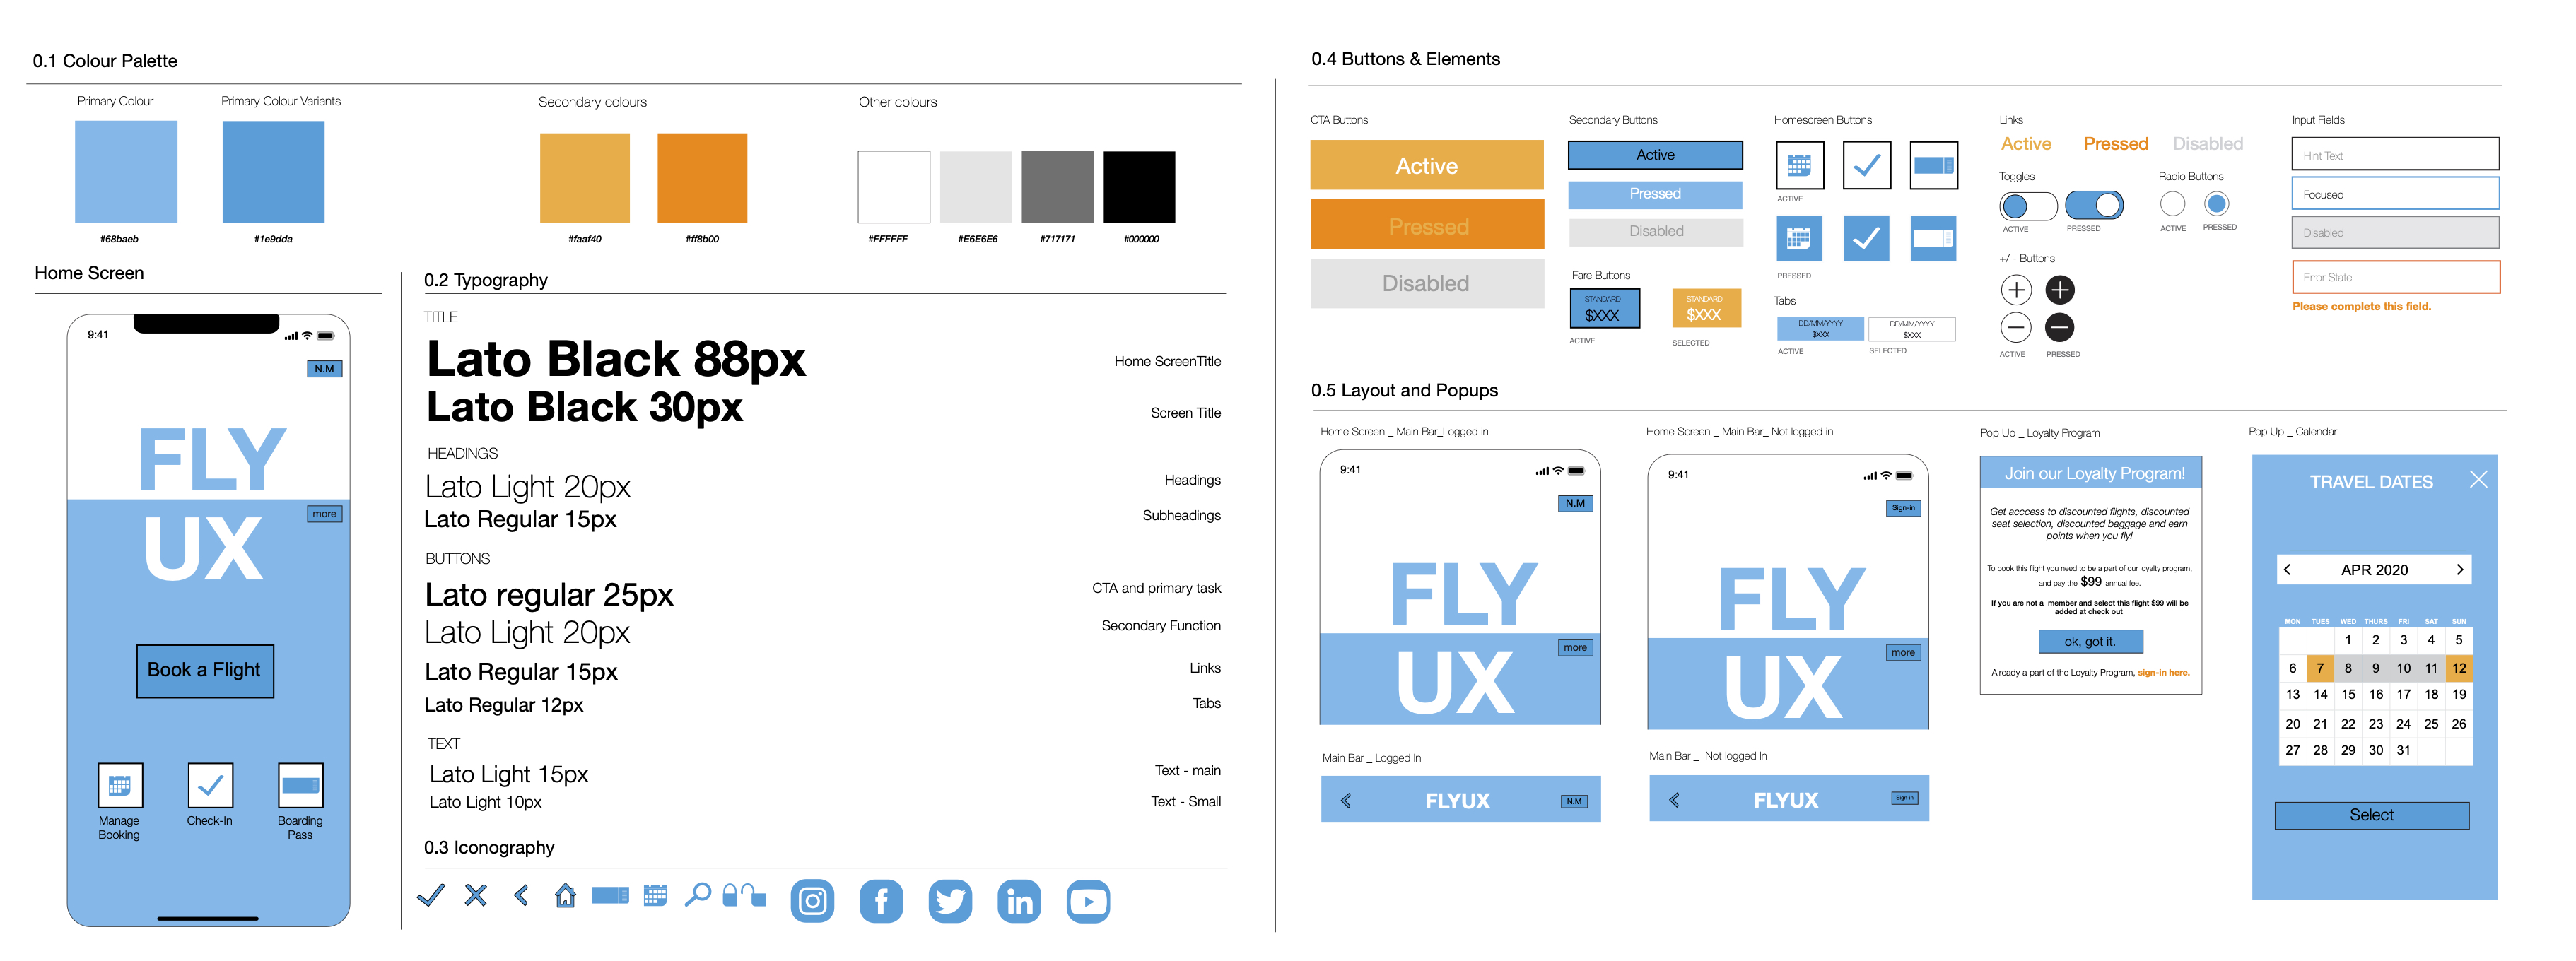 0.1 Colour Palette
Primary Colour
Primary Colour Variants
Secondary colours
Other colours
#68baeb
#1e9dda
#faaf40
#ff8b00
#FFFFFF
#E6E6E6
#717171
#000000
Home Screen
9:41
N.M
FLY
more
UX
Book a Flight
Manage
Booking
Check-In
Boarding
Pass
0.2 Typography
TITLE
Lato Black 88px
Home ScreenTitle
Lato Black 30px
Screen Title
HEADINGS
Lato Light 20px
Headings
Lato Regular 15px
Subheadings
BUTTONS
Lato regular 25px
CTA and primary task
Lato Light 20px
Secondary Function
Lato Regular 15px
Links
Lato Regular 12px
Tabs
TEXT
Lato Light 15px
Text - main
Lato Light 10px
Text - Small
0.3 Iconography
0.4 Buttons & Elements
CTA Buttons
Active
Pressed
Disabled
Secondary Buttons
Active
Pressed
Disabled
Fare Buttons
STANDARD
$XXX
ACTIVE
STANDARD
$XXX
SELECTED
Homescreen Buttons
ACTIVE
PRESSED
Tabs
DD/MM/YYYY
$XXX
ACTIVE
DD/MM/YYYY
$XXX
SELECTED
Links
Active
Pressed
Disabled
Toggles
ACTIVE
PRESSED
Radio Buttons
ACTIVE
PRESSED
+/ - Buttons
ACTIVE
PRESSED
Input Fields
Hint Text
Focused
Disabled
Error State
Please complete this field.
0.5 Layout and Popups
Home Screen _ Main Bar_Logged in
9:41
N.M
FLY
more
UX
Main Bar _ Logged In
FLYUX
N.M
Home Screen _ Main Bar_ Not logged in
9:41
Sign-in
FLY
more
UX
Main Bar _ Not logged In
FLYUX
Sign-in
Pop Up _ Loyalty Program
Join our Loyalty Program!
Get acccess to discounted flights, discounted
seat selection, discounted baggage and earn
points when you fly!
To book this flight you need to be a part of our loyalty program,
and pay the $99 annual fee.
If you are not a member and select this flight $99 will be
added at check out.
ok, got it.
Already a part of the Loyalty Program, sign-in here.
Pop Up _ Calendar
TRAVEL DATES
APR 2020
MON TUES WED THURS FRI SAT SUN
1 2 3 4 5
6 7 8 9 10 11 12
13 14 15 16 17 18 19
20 21 22 23 24 25 26
27 28 29 30 31
Select